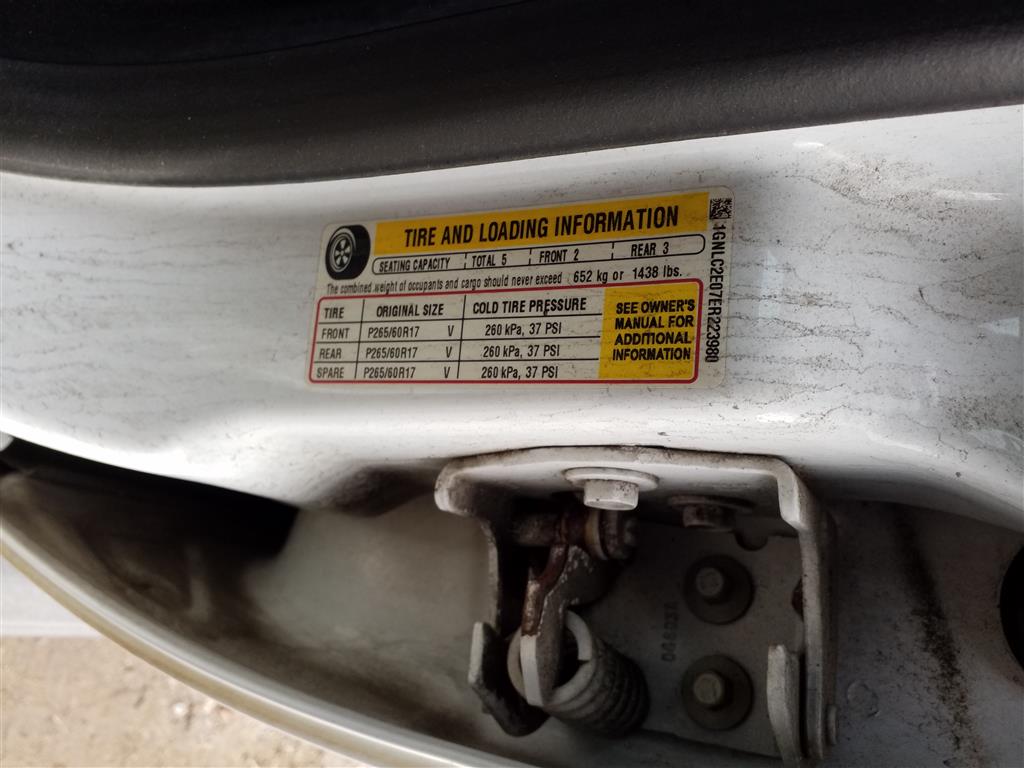 TIRE AND LOADING INFORMATION
SEATING CAPACITY TOTAL 5 FRONT 2 REAR 3
The combined weight of occupants and cargo should never exceed 652 kg or 1438 lbs.
TIRE ORIGINAL SIZE COLD TIRE PRESSURE
FRONT P265/60R17 V 260 kPa, 37 PSI
REAR P265/60R17 V 260 kPa, 37 PSI
SPARE P265/60R17 V 260 kPa, 37 PSI
SEE OWNER'S
MANUAL FOR
ADDITIONAL
INFORMATION
1GNLC2E07ER223980